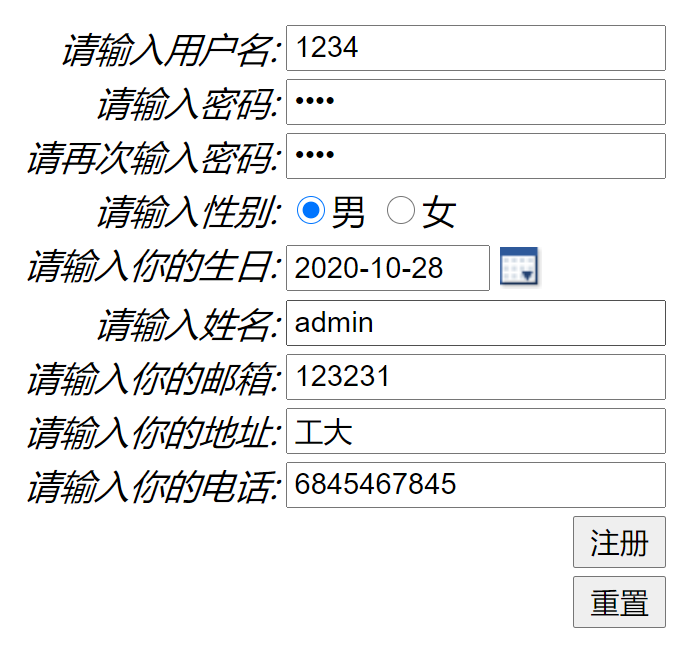 请输入用户名: 1234
请输入密码: ••••
请再次输入密码: ••••
请输入性别: 男 女
请输入你的生日: 2020-10-28
请输入姓名: admin
请输入你的邮箱: 123231
请输入你的地址: 工大
请输入你的电话: 6845467845
注册
重置